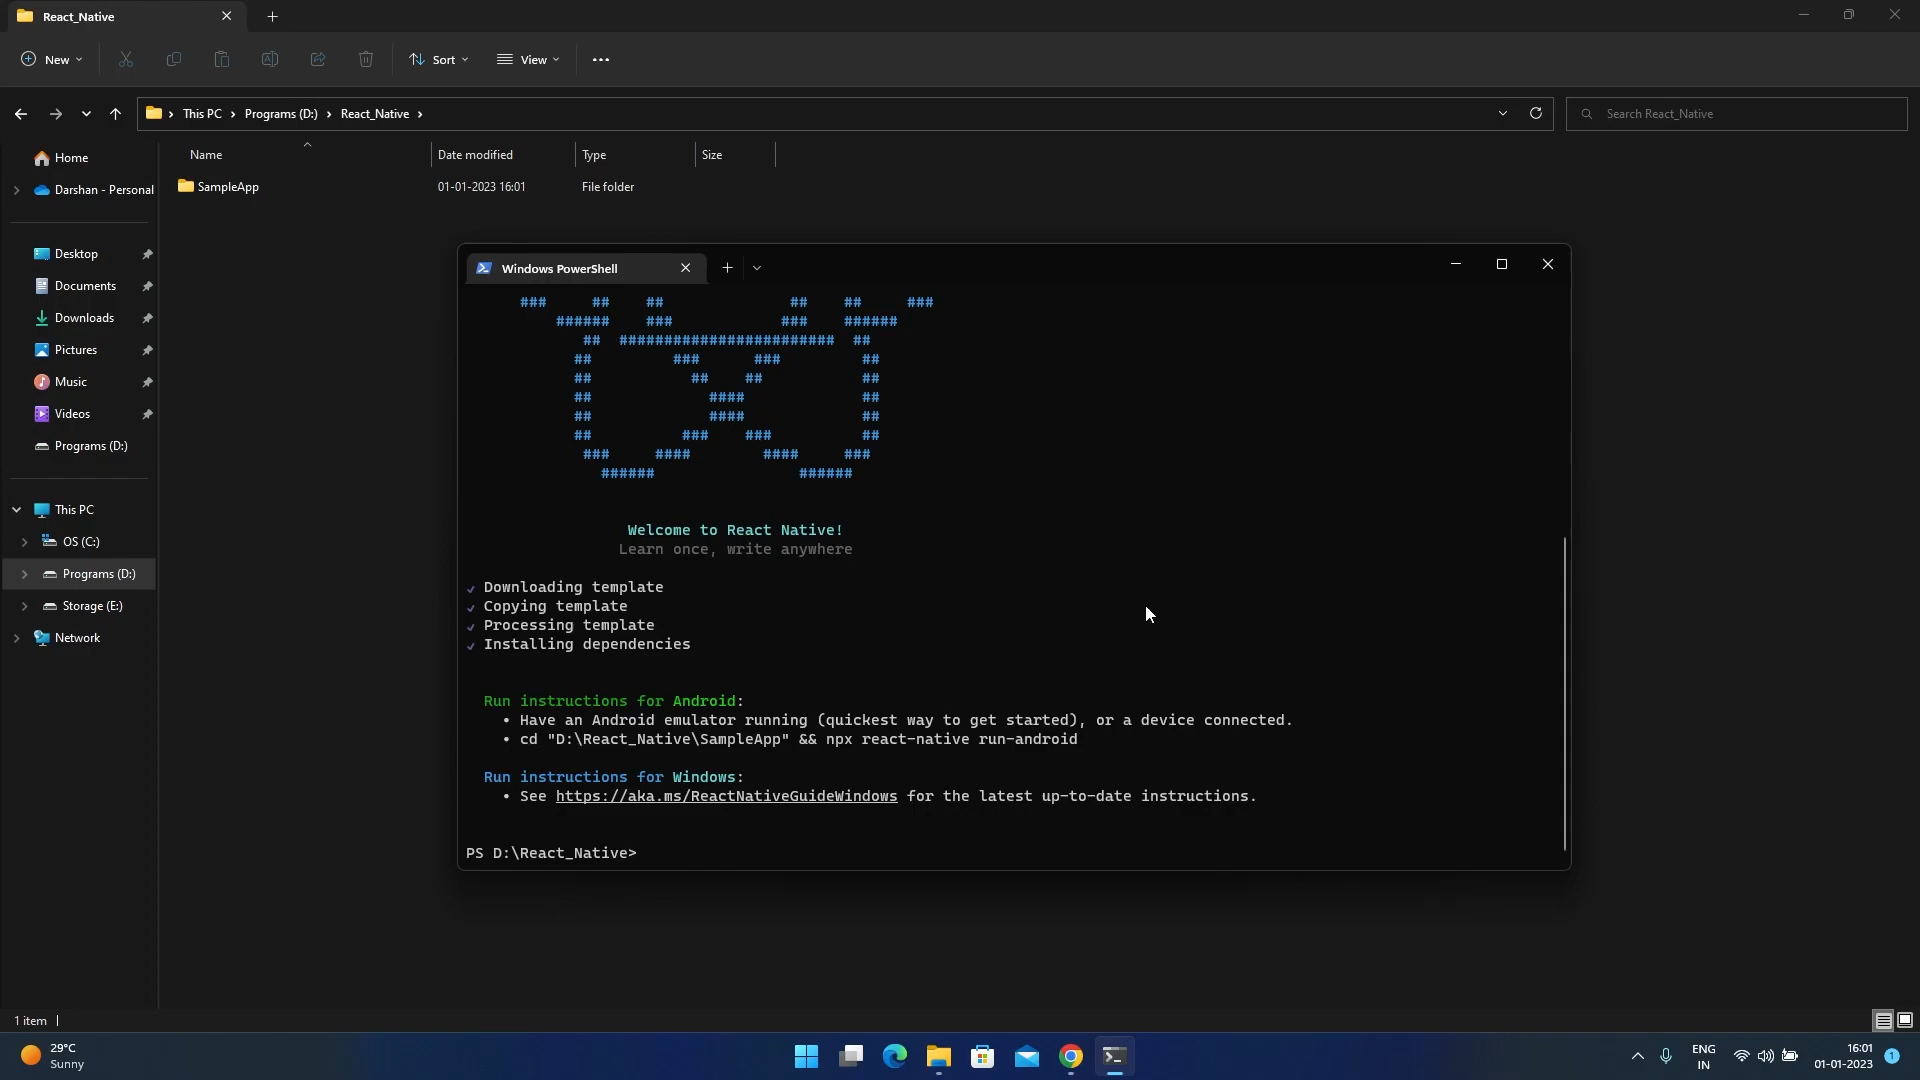 React_Native
New
Sort
View
This PC
Programs (D:)
React_Native
Search React_Native
Name
Date modified
Type
Size
SampleApp
01-01-2023 16:01
File folder
Home
Darshan - Personal
Desktop
Documents
Downloads
Pictures
Music
Videos
Programs (D:)
This PC
OS (C:)
Programs (D:)
Storage (E:)
Network
Windows PowerShell
###     ##    ##              ##    ##     ###
######    ###            ###    ######
##  ########################  ##
##         ###      ###          ##
##           ##    ##           ##
##             ####             ##
##             ####             ##
##          ###    ###          ##
###     ####        ####     ###
######                ######
Welcome to React Native!
Learn once, write anywhere
✓ Downloading template
✓ Copying template
✓ Processing template
✓ Installing dependencies
Run instructions for Android:
• Have an Android emulator running (quickest way to get started), or a device connected.
• cd "D:\React_Native\SampleApp" && npx react-native run-android
Run instructions for Windows:
• See https://aka.ms/ReactNativeGuideWindows for the latest up-to-date instructions.
PS D:\React_Native>
1 item
29°C
Sunny
ENG
IN
16:01
01-01-2023
1